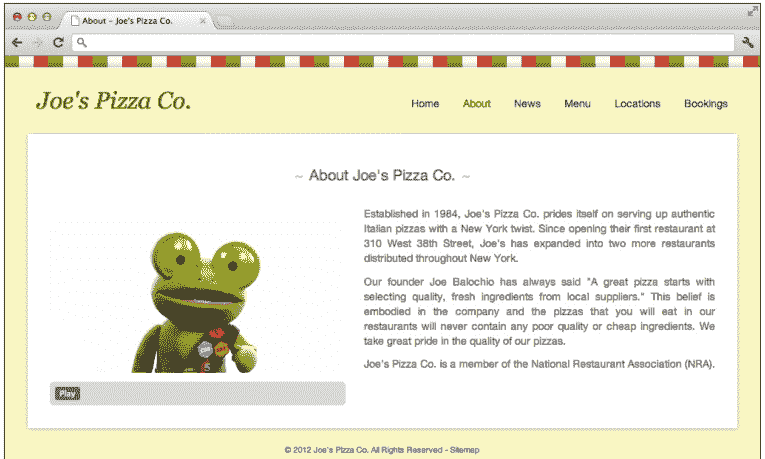 About - Joe's Pizza Co.
Joe's Pizza Co.
Home About News Menu Locations Bookings
~ About Joe's Pizza Co. ~
Established in 1984, Joe's Pizza Co. prides itself on serving up authentic
Italian pizzas with a New York twist. Since opening their first restaurant at
310 West 38th Street, Joe's has expanded into two more restaurants
distributed throughout New York.
Our founder Joe Balochio has always said "A great pizza starts with
selecting quality, fresh ingredients from local suppliers." This belief is
embodied in the company and the pizzas that you will eat in our
restaurants will never contain any poor quality or cheap ingredients. We
take great pride in the quality of our pizzas.
Joe's Pizza Co. is a member of the National Restaurant Association (NRA).
Play
© 2012 Joe's Pizza Co. All Rights Reserved - Sitemap